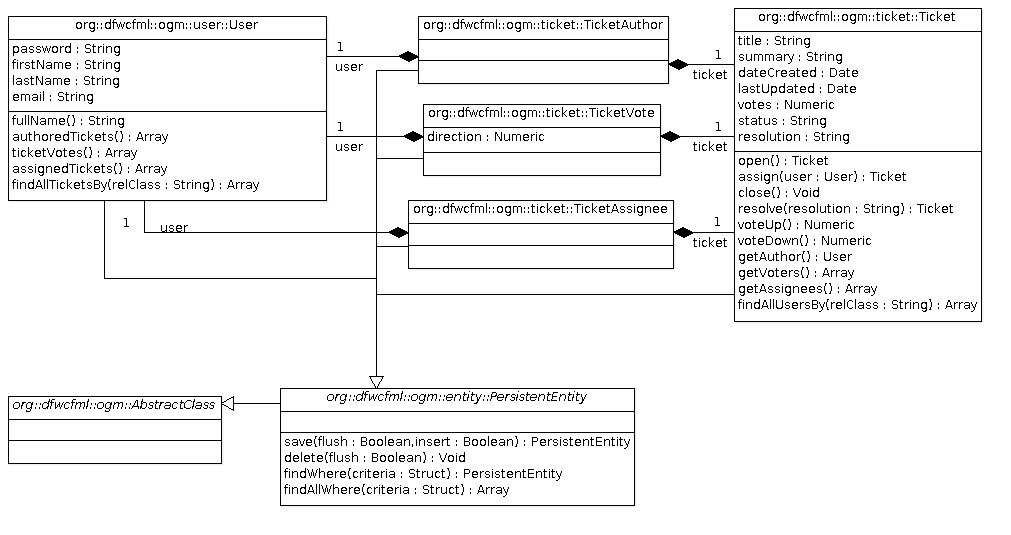 org::dfwcfml::ogm::user::User
password : String
firstName : String
lastName : String
email : String
fullName() : String
authoredTickets() : Array
ticketVotes() : Array
assignedTickets() : Array
findAllTicketsBy(relClass : String) : Array
1
user
1
user
1
user
org::dfwcfml::ogm::ticket::TicketAuthor
org::dfwcfml::ogm::ticket::TicketVote
direction : Numeric
org::dfwcfml::ogm::ticket::TicketAssignee
1
ticket
1
ticket
1
ticket
org::dfwcfml::ogm::ticket::Ticket
title : String
summary : String
dateCreated : Date
lastUpdated : Date
votes : Numeric
status : String
resolution : String
open() : Ticket
assign(user : User) : Ticket
close() : Void
resolve(resolution : String) : Ticket
voteUp() : Numeric
voteDown() : Numeric
getAuthor() : User
getVoters() : Array
getAssignees() : Array
findAllUsersBy(relClass : String) : Array
org::dfwcfml::ogm::AbstractClass
org::dfwcfml::ogm::entity::PersistentEntity
save(flush : Boolean,insert : Boolean) : PersistentEntity
delete(flush : Boolean) : Void
findWhere(criteria : Struct) : PersistentEntity
findAllWhere(criteria : Struct) : Array